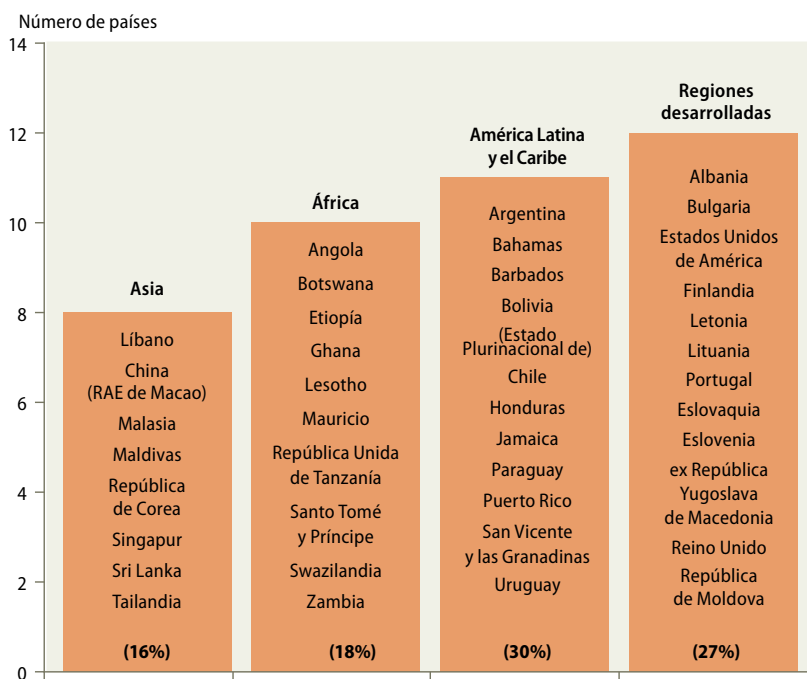 Número de países
14
12
10
8
6
4
2
0
Asia
Líbano
China
(RAE de Macao)
Malasia
Maldivas
República
de Corea
Singapur
Sri Lanka
Tailandia
(16%)
África
Angola
Botswana
Etiopía
Ghana
Lesotho
Mauricio
República Unida
de Tanzanía
Santo Tomé
y Príncipe
Swazilandia
Zambia
(18%)
América Latina
y el Caribe
Argentina
Bahamas
Barbados
Bolivia
(Estado
Plurinacional de)
Chile
Honduras
Jamaica
Paraguay
Puerto Rico
San Vicente
y las Granadinas
Uruguay
(30%)
Regiones
desarrolladas
Albania
Bulgaria
Estados Unidos
de América
Finlandia
Letonia
Lituania
Portugal
Eslovaquia
Eslovenia
ex República
Yugoslava
de Macedonia
Reino Unido
República
de Moldova
(27%)